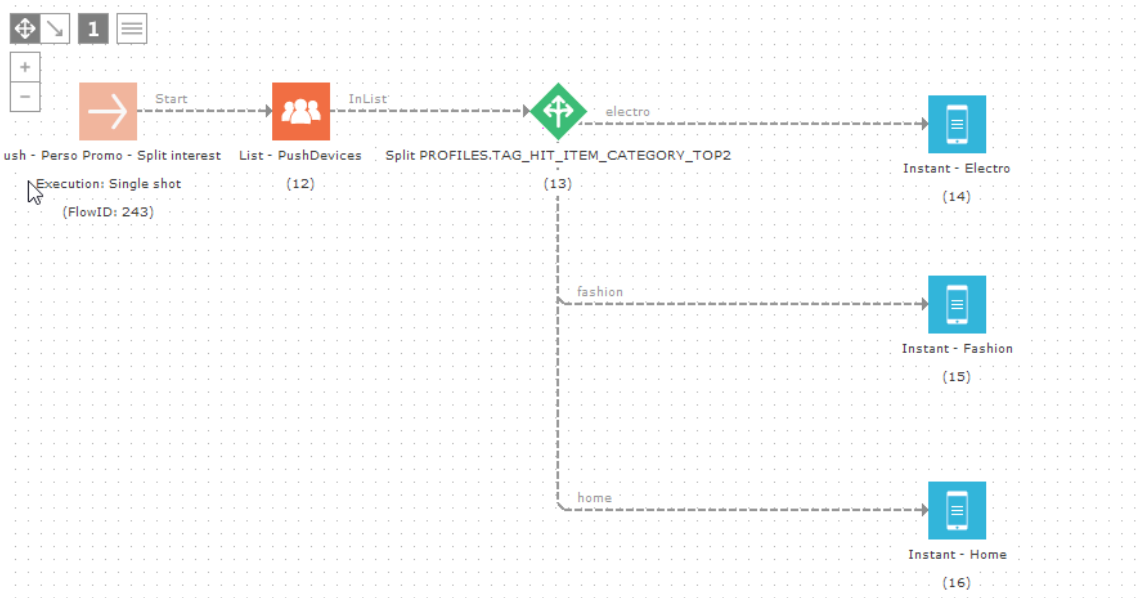 1
+
Start
InList
electro
−
ush - Perso Promo - Split interest
List - PushDevices
Split PROFILES.TAG_HIT_ITEM_CATEGORY_TOP2
Instant - Electro
Execution: Single shot
(12)
(13)
(14)
(FlowID: 243)
fashion
Instant - Fashion
(15)
home
Instant - Home
(16)